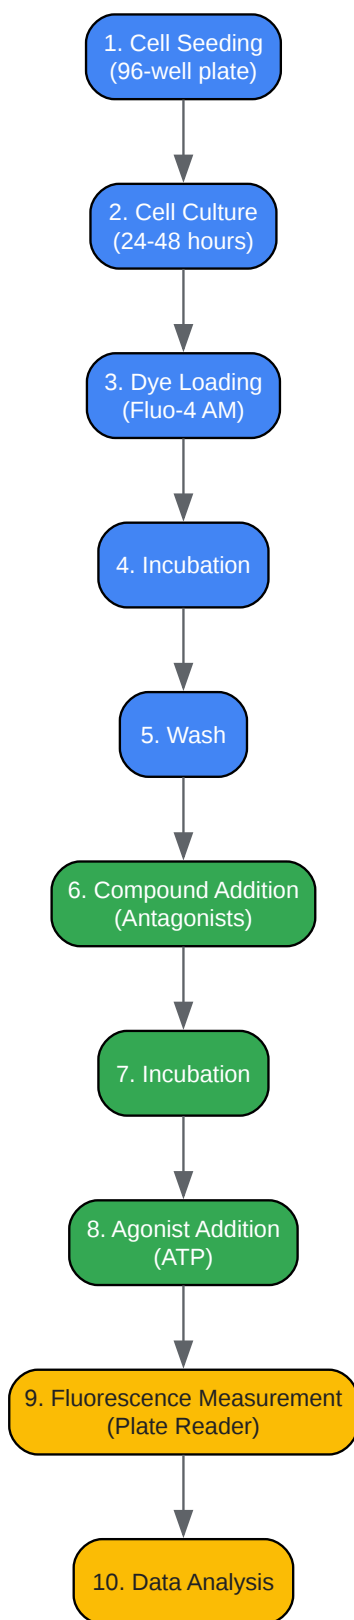 1. Cell Seeding
(96-well plate)
2. Cell Culture
(24-48 hours)
3. Dye Loading
(Fluo-4 AM)
4. Incubation
5. Wash
6. Compound Addition
(Antagonists)
7. Incubation
8. Agonist Addition
(ATP)
9. Fluorescence Measurement
(Plate Reader)
10. Data Analysis